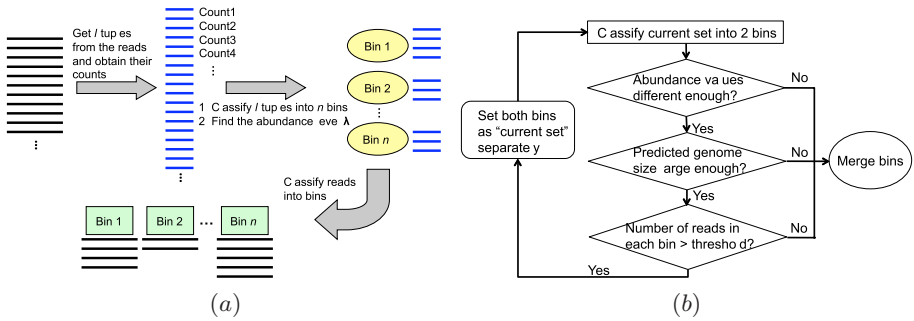 Get l tup es
from the reads
and obtain their
counts
Count1
Count2
Count3
Count4
1 C assify l tup es into n bins
2 Find the abundance eve λ
Bin 1
Bin 2
Bin n
C assify reads
into bins
Bin 1
Bin 2
...
Bin n
(a)
C assify current set into 2 bins
Abundance va ues
different enough?
No
Yes
Set both bins
as “current set”
separate y
Predicted genome
size arge enough?
No
Merge bins
Yes
Number of reads in
each bin > thresho d?
No
Yes
(b)